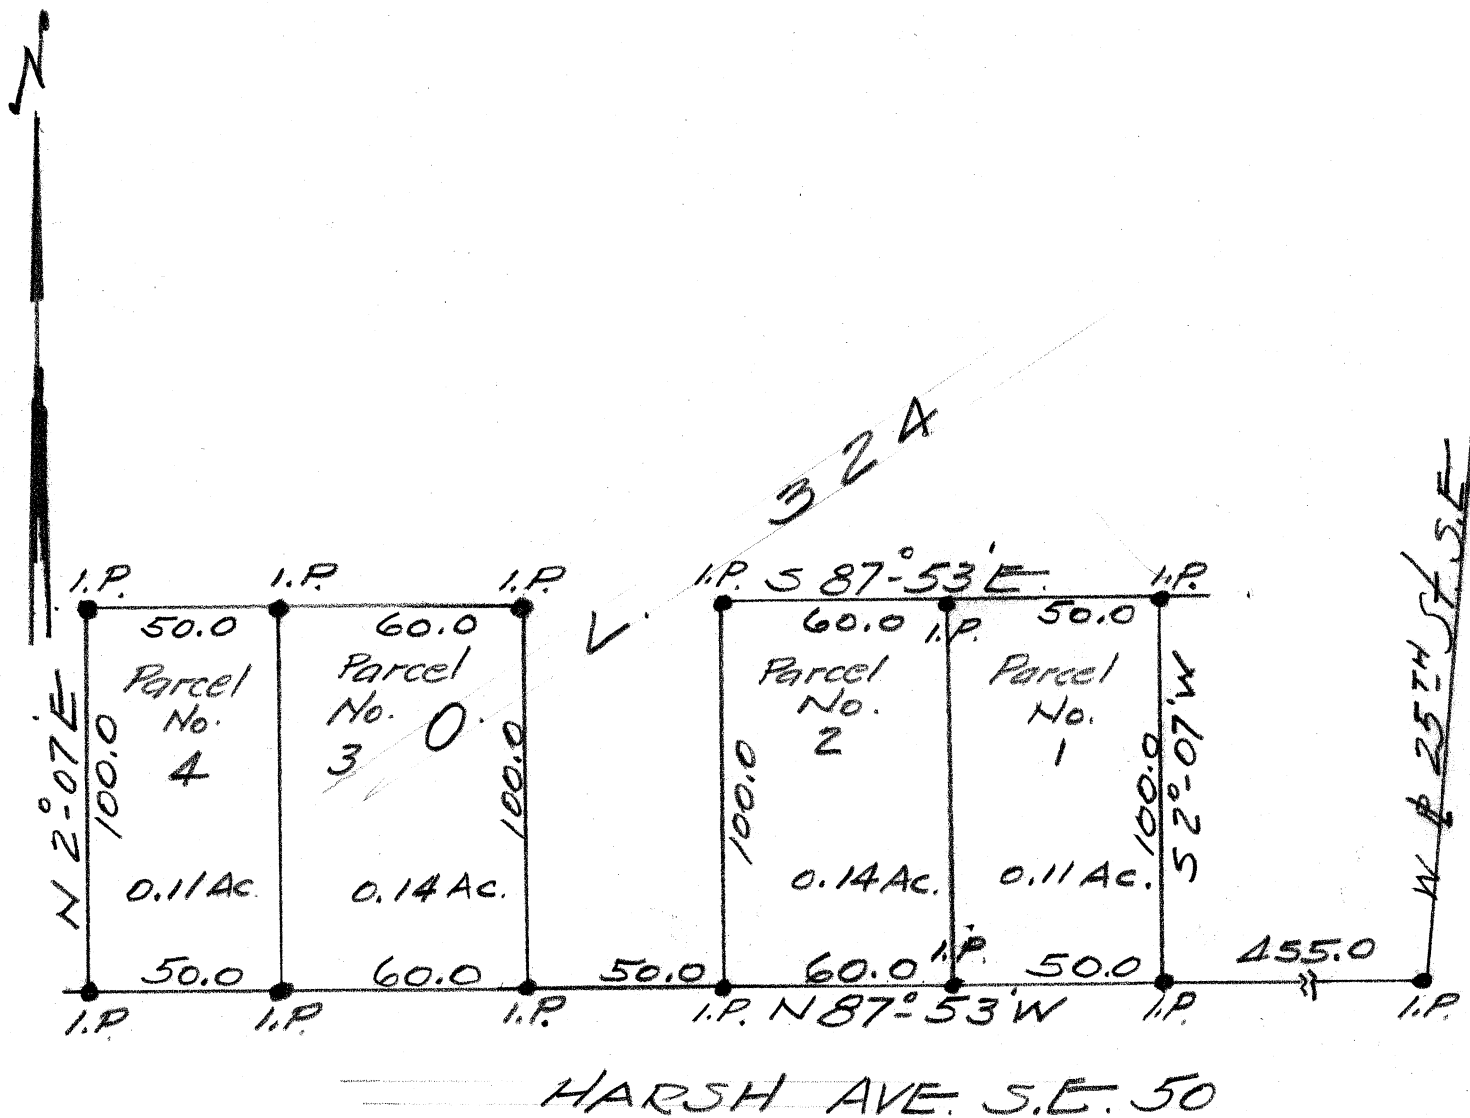 N
3 2 4
I.P. I.P. I.P. I.P. S 87°-53' E. I.P.
50.0 60.0 V. 60.0 I.P. 50.0
Parcel No. 4
Parcel No. 3
O.
Parcel No. 2
Parcel No. 1
N 2°-07' E
100.0
100.0
100.0
100.0
S 2°-07' W
W ⅊ 25TH St. S.E
0.11 Ac.
0.14 Ac.
0.14 Ac.
0.11 Ac.
50.0 60.0 50.0 60.0 I.P. 50.0 455.0
I.P. I.P. I.P. I.P. N 87°-53' W I.P. I.P.
HARSH AVE. S.E. 50